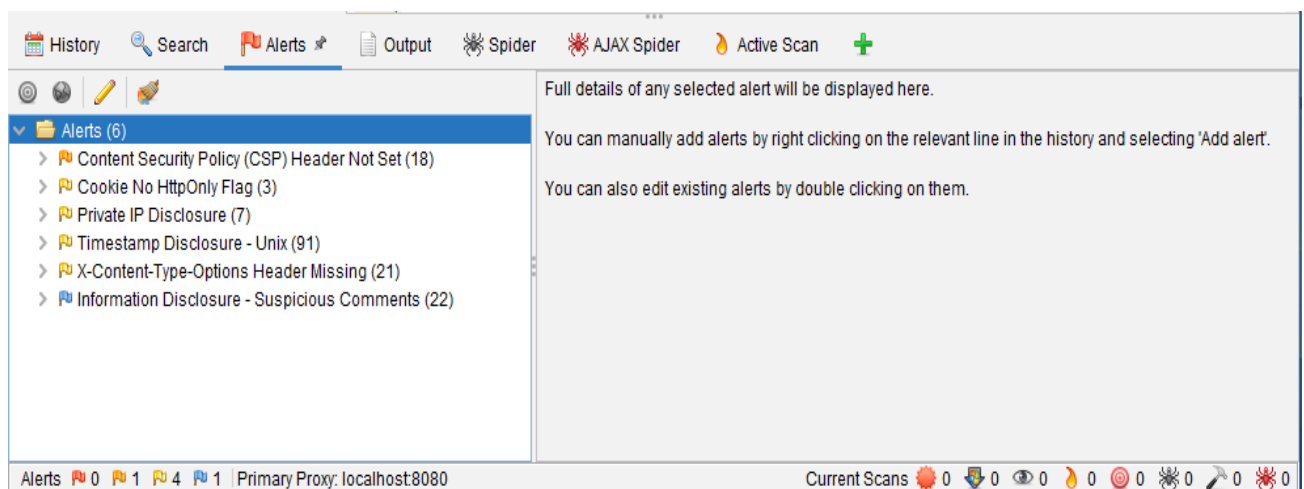 History Search Alerts Output Spider AJAX Spider Active Scan
Alerts (6)
Content Security Policy (CSP) Header Not Set (18)
Cookie No HttpOnly Flag (3)
Private IP Disclosure (7)
Timestamp Disclosure - Unix (91)
X-Content-Type-Options Header Missing (21)
Information Disclosure - Suspicious Comments (22)
Full details of any selected alert will be displayed here.
You can manually add alerts by right clicking on the relevant line in the history and selecting 'Add alert'.
You can also edit existing alerts by double clicking on them.
Alerts 0 1 4 1 Primary Proxy: localhost:8080 Current Scans 0 0 0 0 0 0 0 0